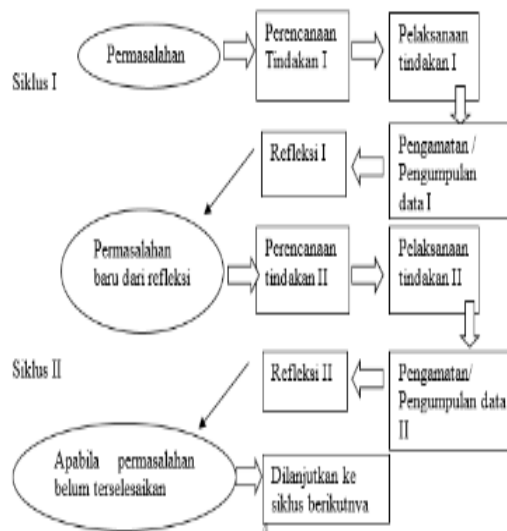 Permasalahan
Perencanaan
Tindakan I
Pelaksanaan
tindakan I
Siklus I
Refleksi I
Pengamatan /
Pengumpulan
data I
Permasalahan
baru dari refleksi
Perencanaan
tindakan II
Pelaksanaan
tindakan II
Siklus II
Refleksi II
Pengamatan/
Pengumpulan data
II
Apabila permasalahan
belum terselesaikan
Dilanjutkan ke
siklus berikutnya